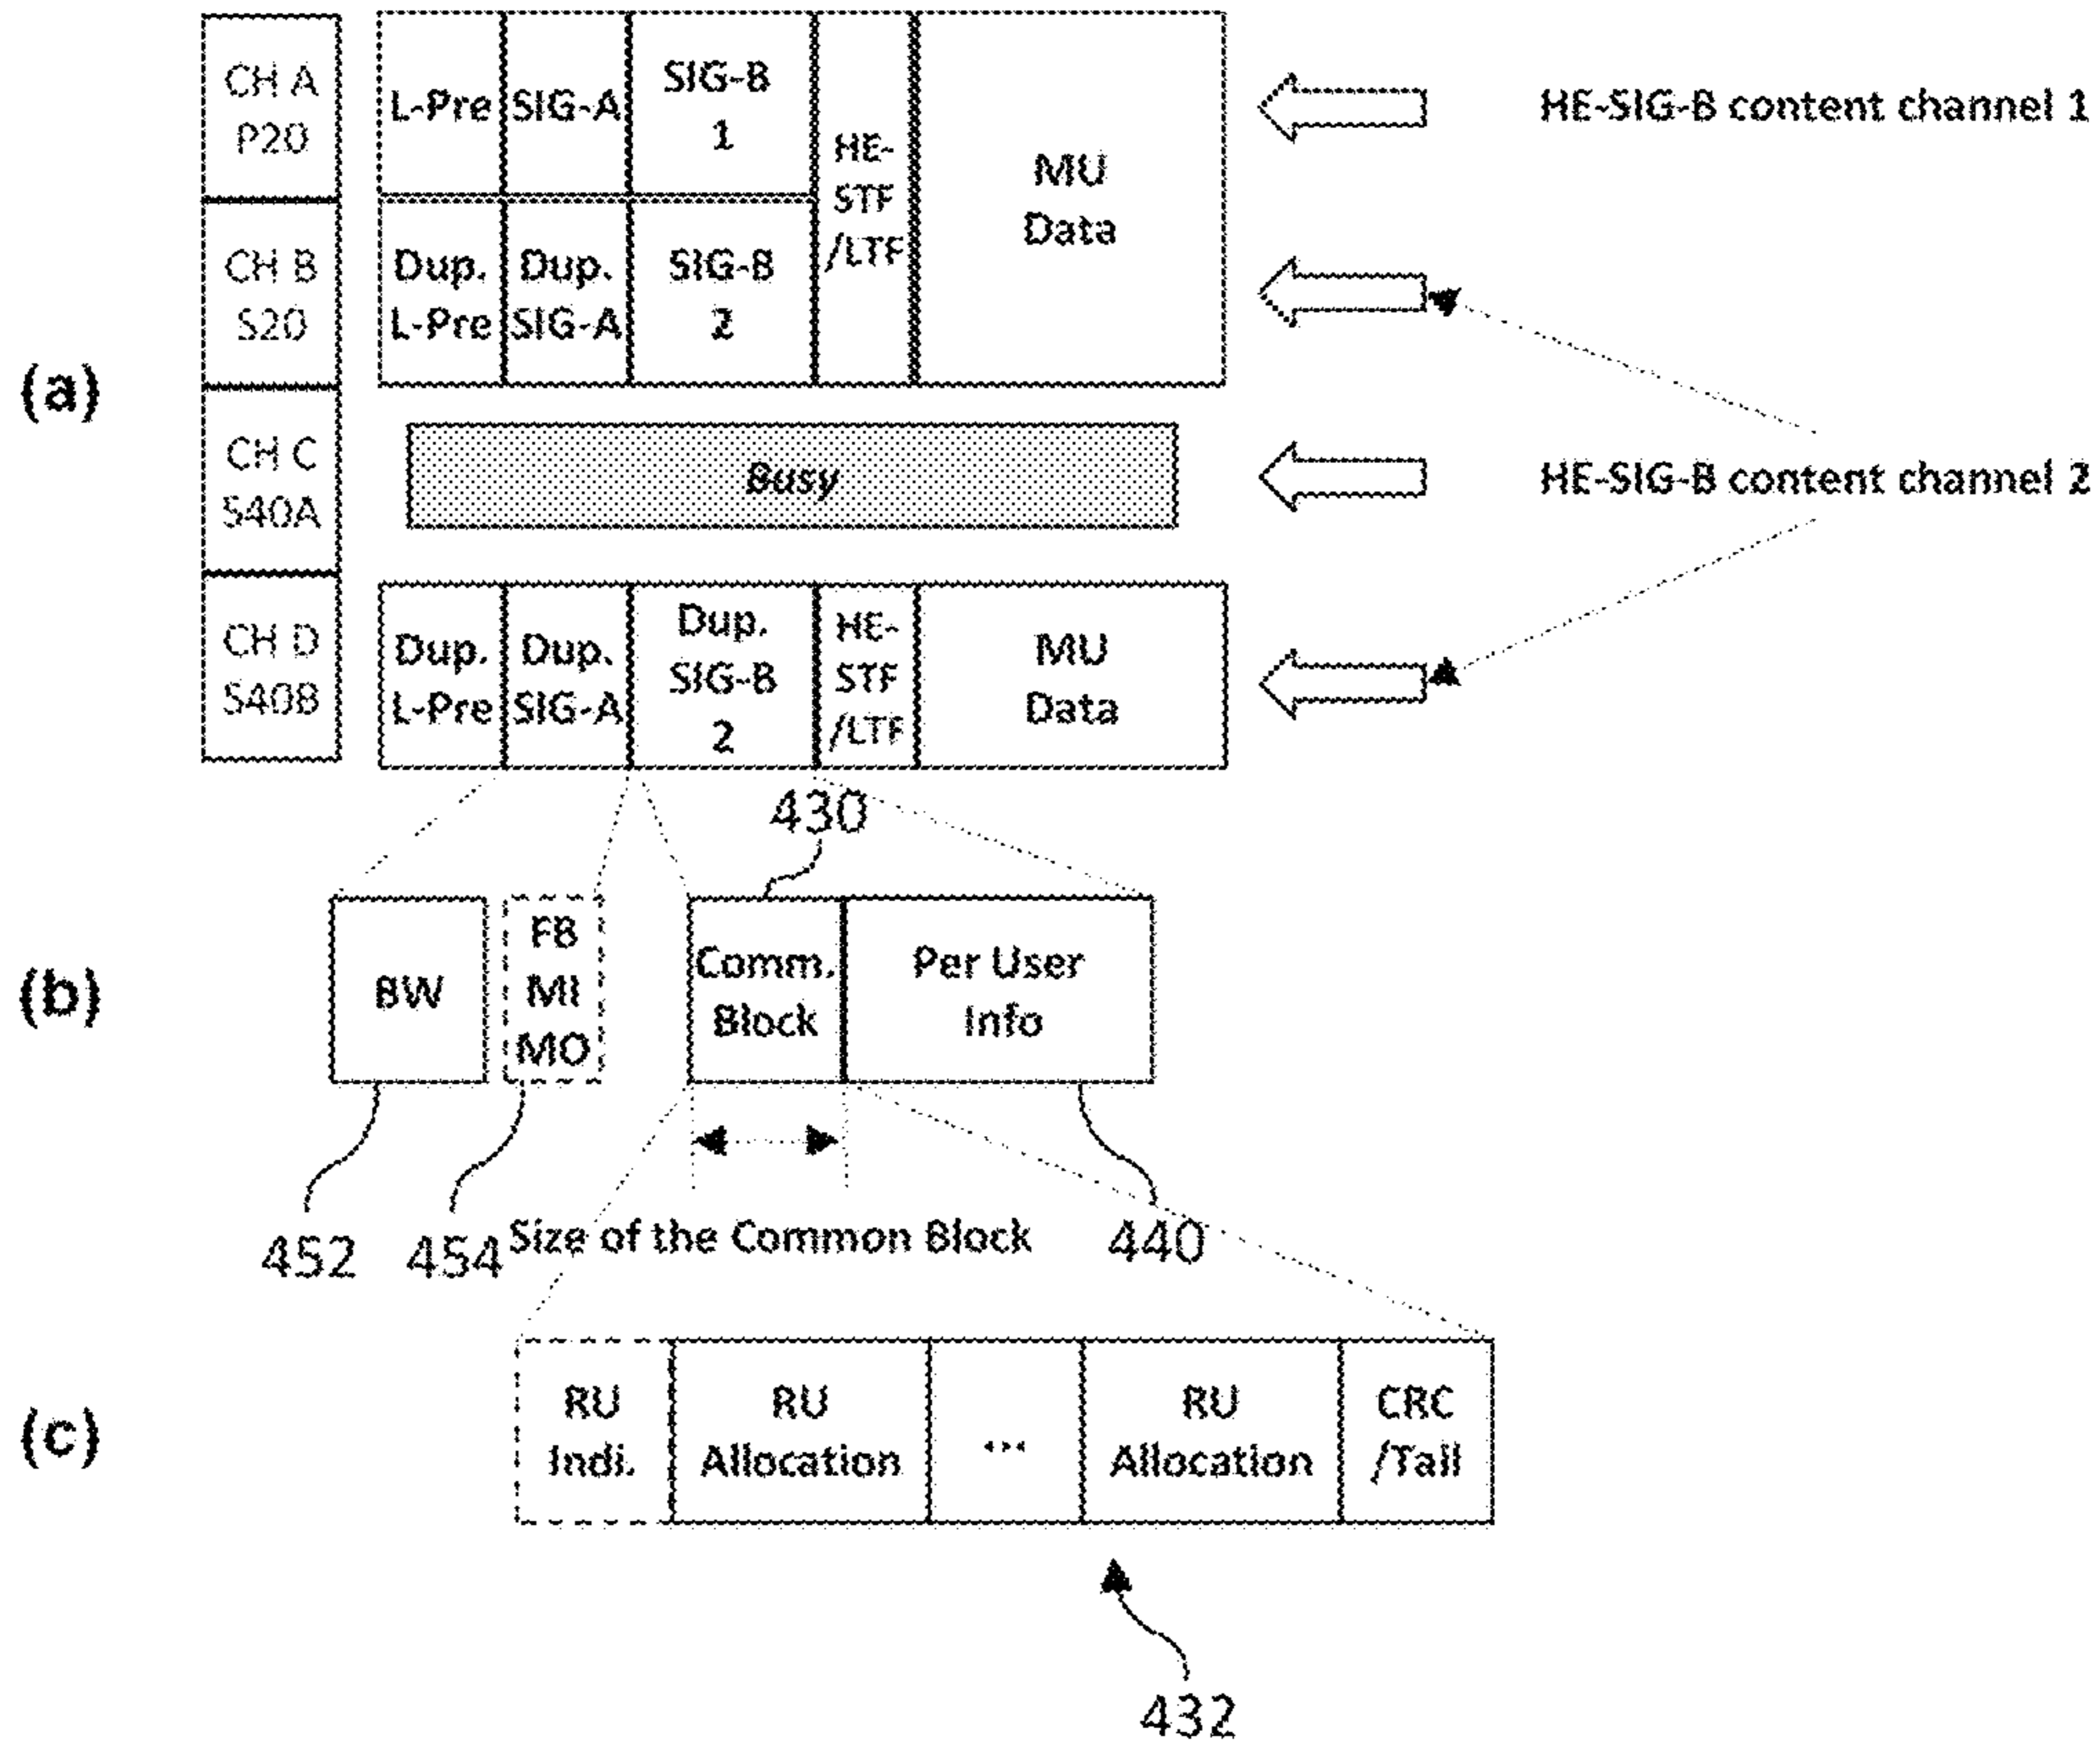 (a)
CH A
P20
L-Pre
SIG-A
SIG-B
1
HE-
STF
/LTF
MU
Data
HE-SIG-B content channel 1
CH B
S20
Dup.
L-Pre
Dup.
SIG-A
SIG-B
2
CH C
S40A
Busy
HE-SIG-B content channel 2
CH D
S40B
Dup.
L-Pre
Dup.
SIG-A
Dup.
SIG-B
2
HE-
STF
/LTF
MU
Data
430
(b)
BW
FB
MI
MO
Comm.
Block
Per User
Info
452
454
Size of the Common Block
440
(c)
RU
Indi.
RU
Allocation
...
RU
Allocation
CRC
/Tail
432